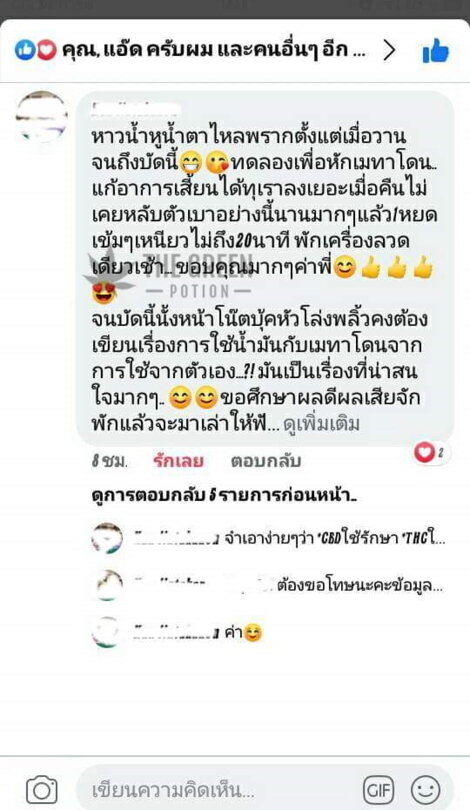 คุณ, แอ๊ด ครับผม และคนอื่นๆ อีก ...
หาวน้ำหูน้ำตาไหลพรากตั้งแต่เมื่อวาน
จนถึงบัดนี้😁😘ทดลองเพื่อหักเมทาโดน..
แก้อาการเสี้ยนได้ทุเราลงเยอะเมื่อคืนไม่
เคยหลับตัวเบาอย่างนี้นานมากๆแล้ว1หยด
เข้มๆเหนียวไม่ถึง20นาที พักเครื่องลวด
เดียวเช้า... ขอบคุณมากๆค่าพี่😊👍👍👍
😍
THE GREEN
POTION
จนบัดนี้นั้งหน้าโน๊ตบุ้คหัวโล่งพลิ้วคงต้อง
เขียนเรื่องการใช้น้ำมันกับเมทาโดนจาก
การใช้จากตัวเอง...?! มันเป็นเรื่องที่น่าสน
ใจมากๆ.. 😊😊ขอศึกษาผลดีผลเสียจัก
พักแล้วจะมาเล่าให้ฟั... ดูเพิ่มเติม
8 ชม. รักเลย ตอบกลับ 2
ดูการตอบกลับ 5 รายการก่อนหน้า..
จำเอาง่ายๆว่า "CBDใช้รักษา "THCใ...
ต้องขอโทษนะคะข้อมูล...
ค่า☺️
เขียนความคิดเห็น... GIF